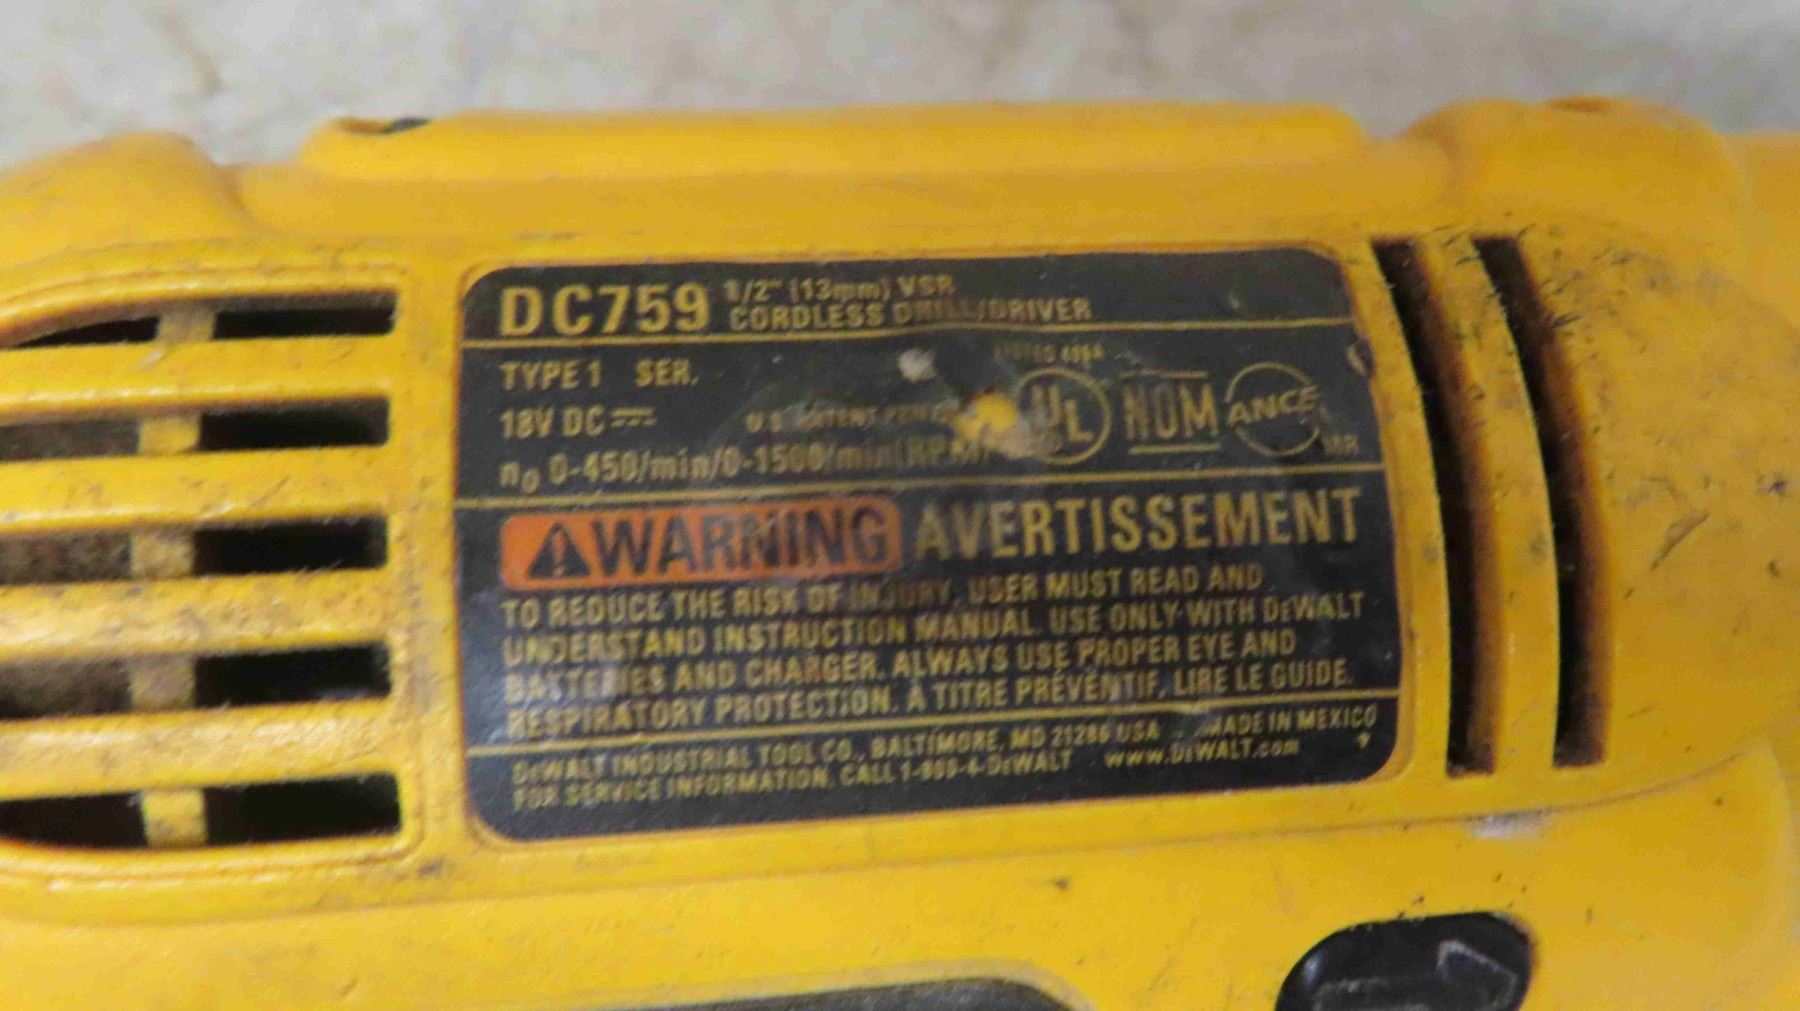 DC759 1/2" (13mm) VSR
CORDLESS DRILL/DRIVER
TYPE 1 SER.
LISTED
18V DC
U.S. PATENT
UL NOM ANCE
n0 0-450/min/0-1500/min(RPM)
WARNING AVERTISSEMENT
TO REDUCE THE RISK OF INJURY, USER MUST READ AND
UNDERSTAND INSTRUCTION MANUAL. USE ONLY WITH DeWALT
BATTERIES AND CHARGER. ALWAYS USE PROPER EYE AND
RESPIRATORY PROTECTION. À TITRE PRÉVENTIF, LIRE LE GUIDE.
DeWALT INDUSTRIAL TOOL CO., BALTIMORE, MD 21286 USA MADE IN MEXICO
FOR SERVICE INFORMATION, CALL 1-800-4-DeWALT www.DeWALT.com